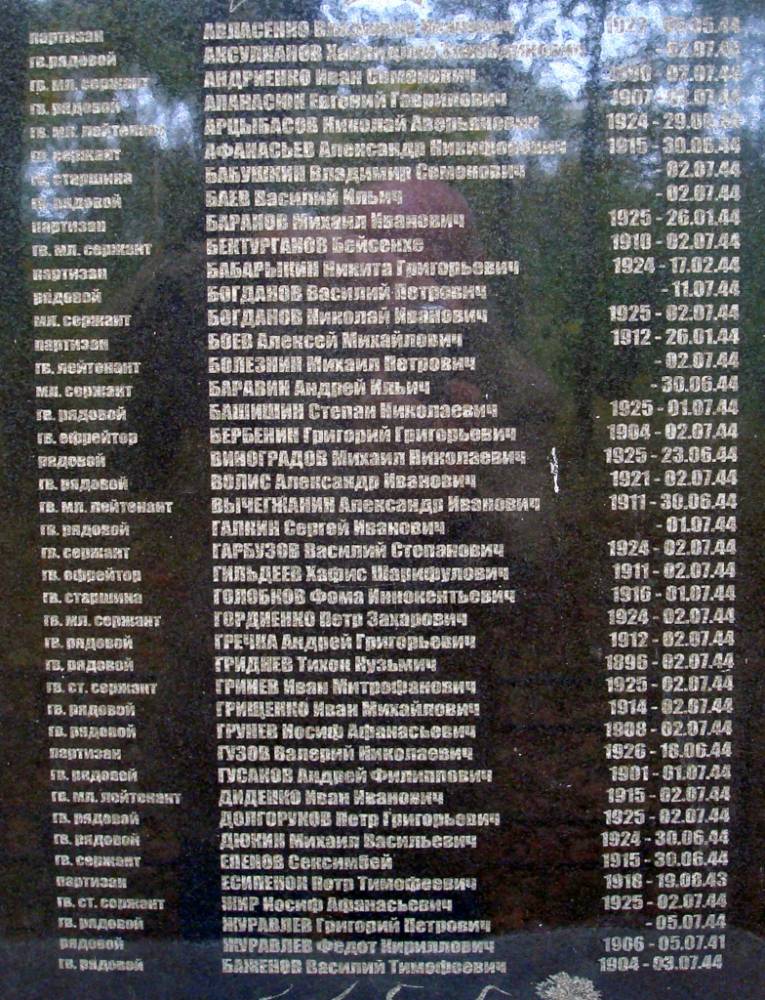 партизан АВЛАСЕНКО 05.44
гв.рядовой АКСУЛКАНОВ - 02.07.44
гв. мл. сержант АНДРИЕНКО Иван Семенович 02.07.44
гв. рядовой АПАНАСЮК Евгений Гаврилович 1907 - 02.07.44
гв. мл. лейтенант АРЦЫБАСОВ Николай Аверьянович 1924
гв. сержант АФАНАСЬЕВ Александр Никифорович 1915 - 30.06.44
гв. старшина БАБУШКИН Владимир Семенович - 02.07.44
гв. рядовой БАЕВ Василий Ильич - 02.07.44
партизан БАРАНОВ Михаил Иванович 1925 - 26.01.44
гв. мл. сержант БЕКТУРГАНОВ Бейсенхе 1910 - 02.07.44
партизан БАБАРЫКИН Никита Григорьевич 1924 - 17.02.44
рядовой БОГДАНОВ Василий Петрович - 11.07.44
мл. сержант БОГДАНОВ Николай Иванович 1925 - 02.07.44
партизан БОЕВ Алексей Михайлович 1912 - 26.01.44
гв. лейтенант БОЛЕЗНИН Михаил Петрович - 02.07.44
мл. сержант БАРАВИН Андрей Ильич - 30.06.44
гв. рядовой БАШИШИН Степан Николаевич 1925 - 01.07.44
гв. ефрейтор БЕРБЕНИН Григорий Григорьевич 1904 - 02.07.44
рядовой ВИНОГРАДОВ Михаил Николаевич 1925 - 23.06.44
гв. рядовой ВОЛИС Александр Иванович 1921 - 02.07.44
гв. мл. лейтенант ВЫЧЕГЖАНИН Александр Иванович 1911 - 30.06.44
гв. рядовой ГАЛКИН Сергей Иванович - 01.07.44
гв. сержант ГАРБУЗОВ Василий Степанович 1924 - 02.07.44
гв. ефрейтор ГИЛЬДЕЕВ Хафис Шарифулович 1911 - 02.07.44
гв. старшина ГОЛОБКОВ Фома Иннокентьевич 1916 - 01.07.44
гв. мл. сержант ГОРДИЕНКО Петр Захарович 1924 - 02.07.44
гв. рядовой ГРЕЧКА Андрей Григорьевич 1912 - 02.07.44
гв. рядовой ГРИДНЕВ Тихон Кузьмич 1896 - 02.07.44
гв. ст. сержант ГРИНЕВ Иван Митрофанович 1925 - 02.07.44
гв. рядовой ГРИЩЕНКО Иван Михайлович 1914 - 02.07.44
гв. рядовой ГРУНЕВ Иосиф Афанасьевич 1908 - 02.07.44
партизан ГУЗОВ Валерий Николаевич 1926 - 16.06.44
гв. рядовой ГУСАКОВ Андрей Филиппович 1901 - 01.07.44
гв. мл. лейтенант ДИДЕНКО Иван Иванович 1915 - 02.07.44
гв. рядовой ДОЛГОРУКОВ Петр Григорьевич 1925 - 02.07.44
гв. рядовой ДЮКИН Михаил Васильевич 1924 - 30.06.44
гв. сержант ЕПЕНОВ Сексимбей 1915 - 30.06.44
партизан ЕСИПЕНОК Петр Тимофеевич 1918 - 19.08.43
гв. ст. сержант ЖИР Иосиф Афанасьевич 1925 - 02.07.44
гв. рядовой ЖУРАВЛЕВ Григорий Петрович - 05.07.44
рядовой ЖУРАВЛЕВ Федот Кириллович 1906 - 05.07.41
гв. рядовой БАЖЕНОВ Василий Тимофеевич 1904 - 03.07.44